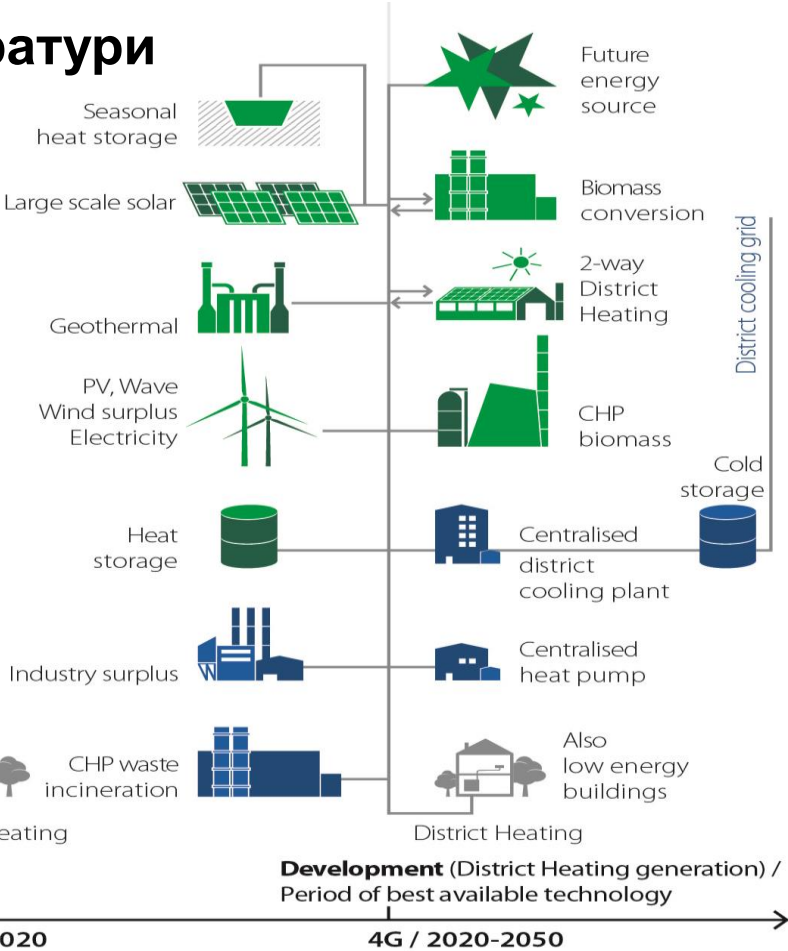 ратури
Future
energy
source
Seasonal
heat storage
Large scale solar
Biomass
conversion
District cooling grid
2-way
District
Heating
Geothermal
PV, Wave
Wind surplus
Electricity
CHP
biomass
Cold
storage
Heat
storage
Centralised
district
cooling plant
Industry surplus
Centralised
heat pump
CHP waste
incineration
Also
low energy
buildings
eating
District Heating
Development (District Heating generation) /
Period of best available technology
020
4G / 2020-2050